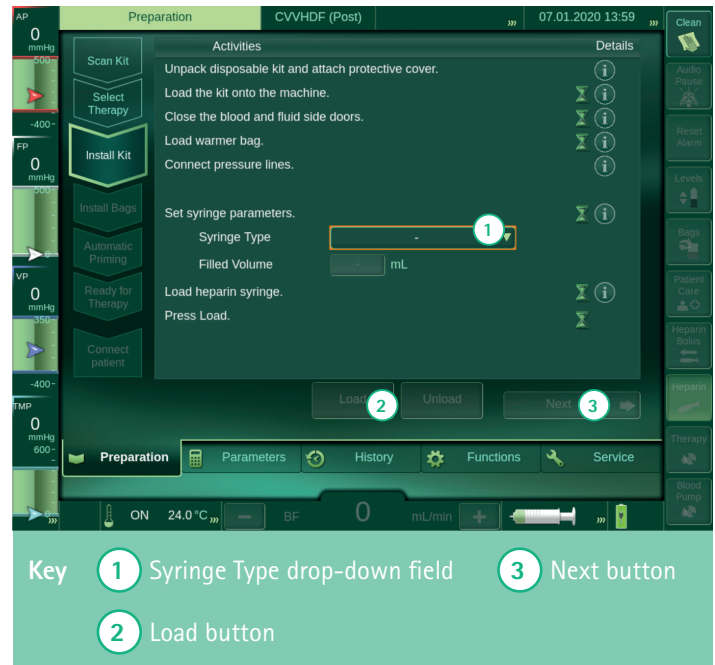 AP
0
mmHg
500
-400
FP
0
mmHg
500
0
VP
0
mmHg
350
-400
TMP
0
mmHg
600
0
Preparation
CVVHDF (Post)
07.01.2020 13:59
Scan Kit
Select
Therapy
Install Kit
Install Bags
Automatic
Priming
Ready for
Therapy
Connect
patient
Activities Details
Unpack disposable kit and attach protective cover.
Load the kit onto the machine.
Close the blood and fluid side doors.
Load warmer bag.
Connect pressure lines.
Set syringe parameters.
Syringe Type - 1
Filled Volume - mL
Load heparin syringe.
Press Load.
Load 2 Unload Next 3
Preparation Parameters History Functions Service
ON 24.0 °C - BF 0 mL/min +
Clean
Audio
Pause
Reset
Alarm
Levels
Bags
Patient
Care
Heparin
Bolus
Heparin
Therapy
Blood
Pump
Key 1 Syringe Type drop-down field 3 Next button
2 Load button